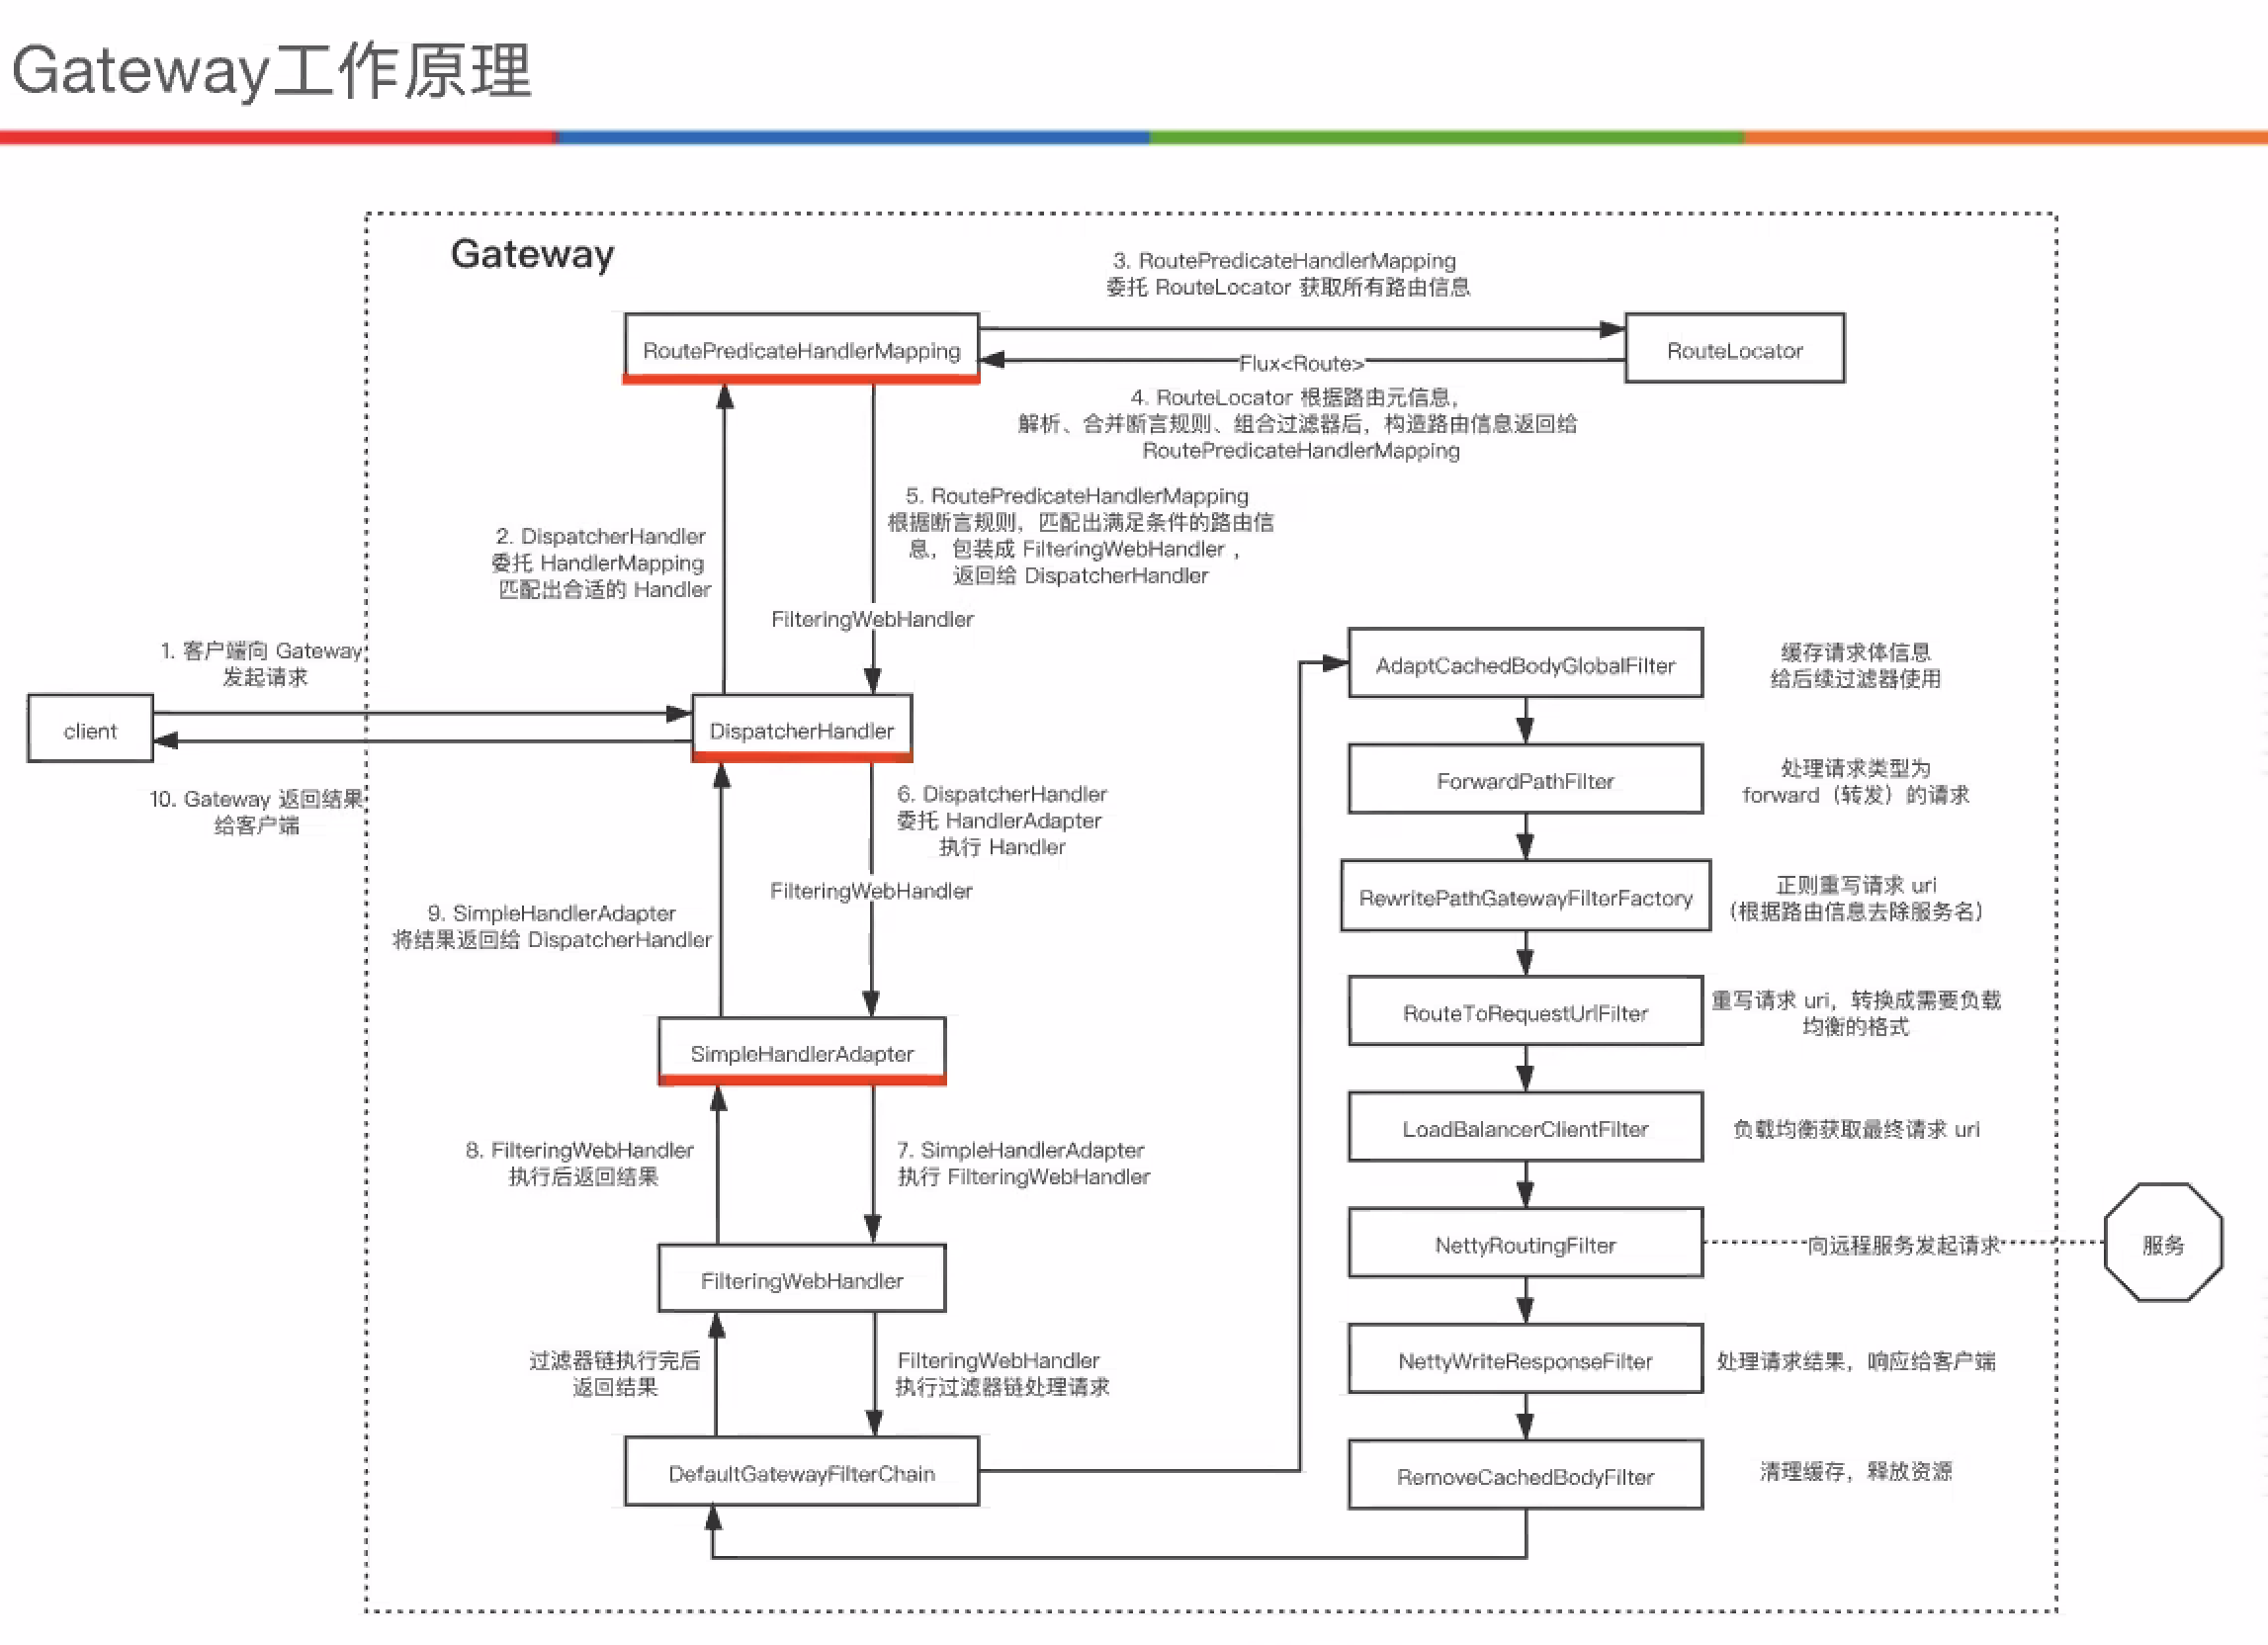 Gateway工作原理
Gateway
3. RoutePredicateHandlerMapping
委托 RouteLocator 获取所有路由信息
RoutePredicateHandlerMapping
RouteLocator
Flux<Route>
4. RouteLocator 根据路由元信息，
解析、合并断言规则、组合过滤器后，构造路由信息返回给
RoutePredicateHandlerMapping
5. RoutePredicateHandlerMapping
根据断言规则，匹配出满足条件的路由信
息，包装成 FilteringWebHandler ，
返回给 DispatcherHandler
2. DispatcherHandler
委托 HandlerMapping
匹配出合适的 Handler
FilteringWebHandler
1. 客户端向 Gateway
发起请求
client
DispatcherHandler
10. Gateway 返回结果
给客户端
6. DispatcherHandler
委托 HandlerAdapter
执行 Handler
FilteringWebHandler
9. SimpleHandlerAdapter
将结果返回给 DispatcherHandler
SimpleHandlerAdapter
8. FilteringWebHandler
执行后返回结果
7. SimpleHandlerAdapter
执行 FilteringWebHandler
FilteringWebHandler
过滤器链执行完后
返回结果
FilteringWebHandler
执行过滤器链处理请求
DefaultGatewayFilterChain
AdaptCachedBodyGlobalFilter
缓存请求体信息
给后续过滤器使用
ForwardPathFilter
处理请求类型为
forward（转发）的请求
RewritePathGatewayFilterFactory
正则重写请求 uri
（根据路由信息去除服务名）
RouteToRequestUrlFilter
重写请求 uri，转换成需要负载
均衡的格式
LoadBalancerClientFilter
负载均衡获取最终请求 uri
NettyRoutingFilter
向远程服务发起请求
服务
NettyWriteResponseFilter
处理请求结果，响应给客户端
RemoveCachedBodyFilter
清理缓存，释放资源